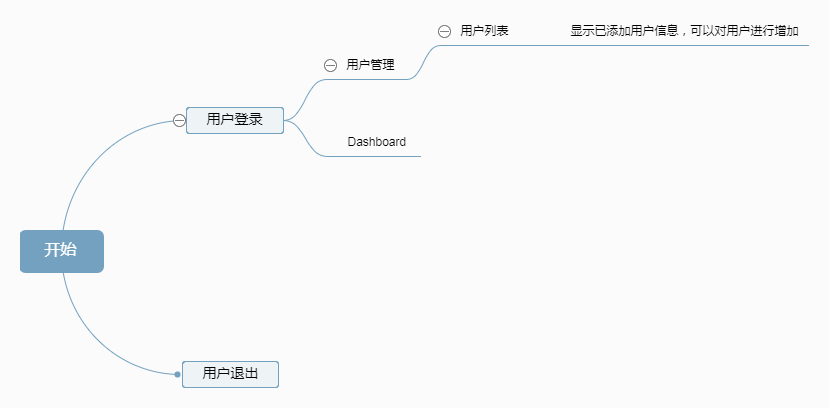 用户列表 显示已添加用户信息，可以对用户进行增加
用户管理
用户登录
Dashboard
开始
用户退出